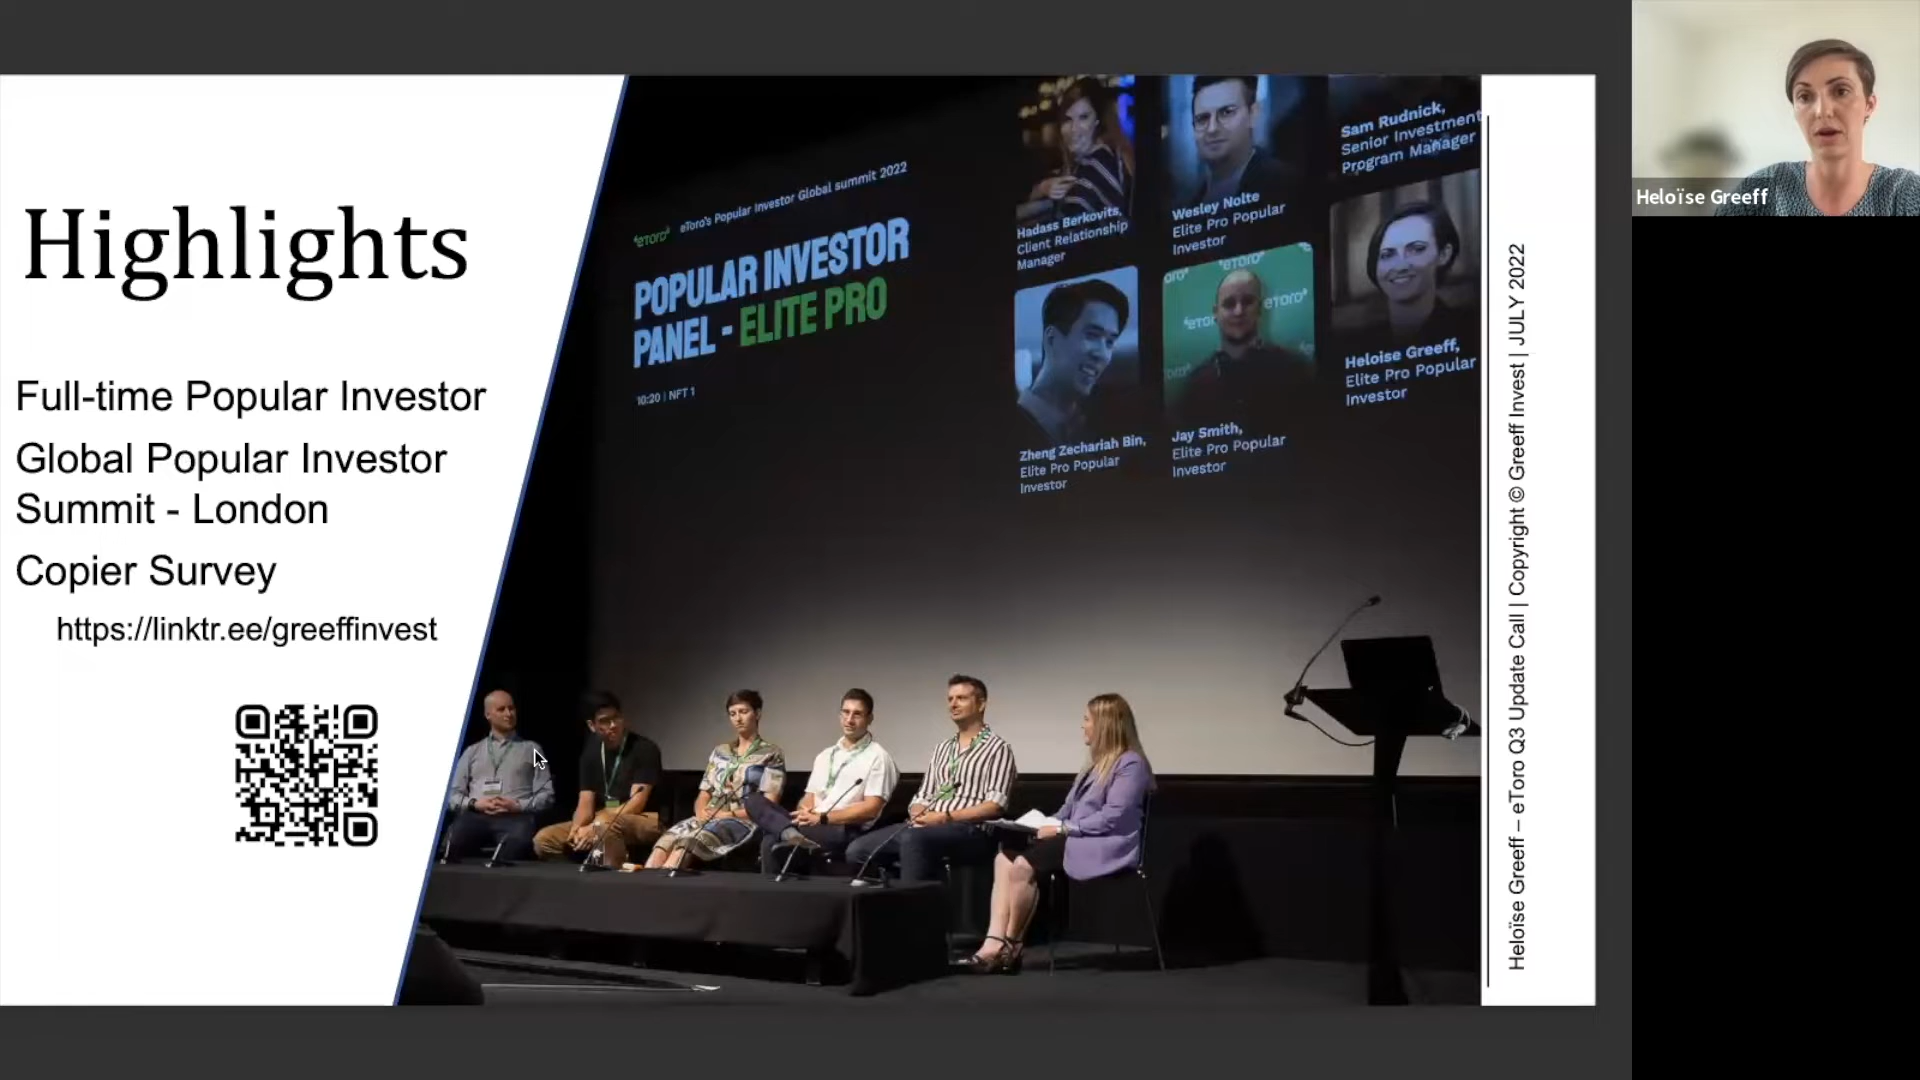 Highlights
Full-time Popular Investor
Global Popular Investor
Summit - London
Copier Survey
https://linktr.ee/greeffinvest
eToro eToro's Popular Investor Global summit 2022
POPULAR INVESTOR
PANEL - ELITE PRO
10:20 | NFT 1
Hadass Berkovits,
Client Relationship
Manager
Wesley Nolte
Elite Pro Popular
Investor
Sam Rudnick,
Senior Investment
Program Manager
Zheng Zechariah Bin,
Elite Pro Popular
Investor
eToro
eToro
Jay Smith,
Elite Pro Popular
Investor
Heloise Greeff,
Elite Pro Popular
Investor
Heloïse Greeff – eToro Q3 Update Call | Copyright © Greeff Invest | JULY 2022
Heloïse Greeff